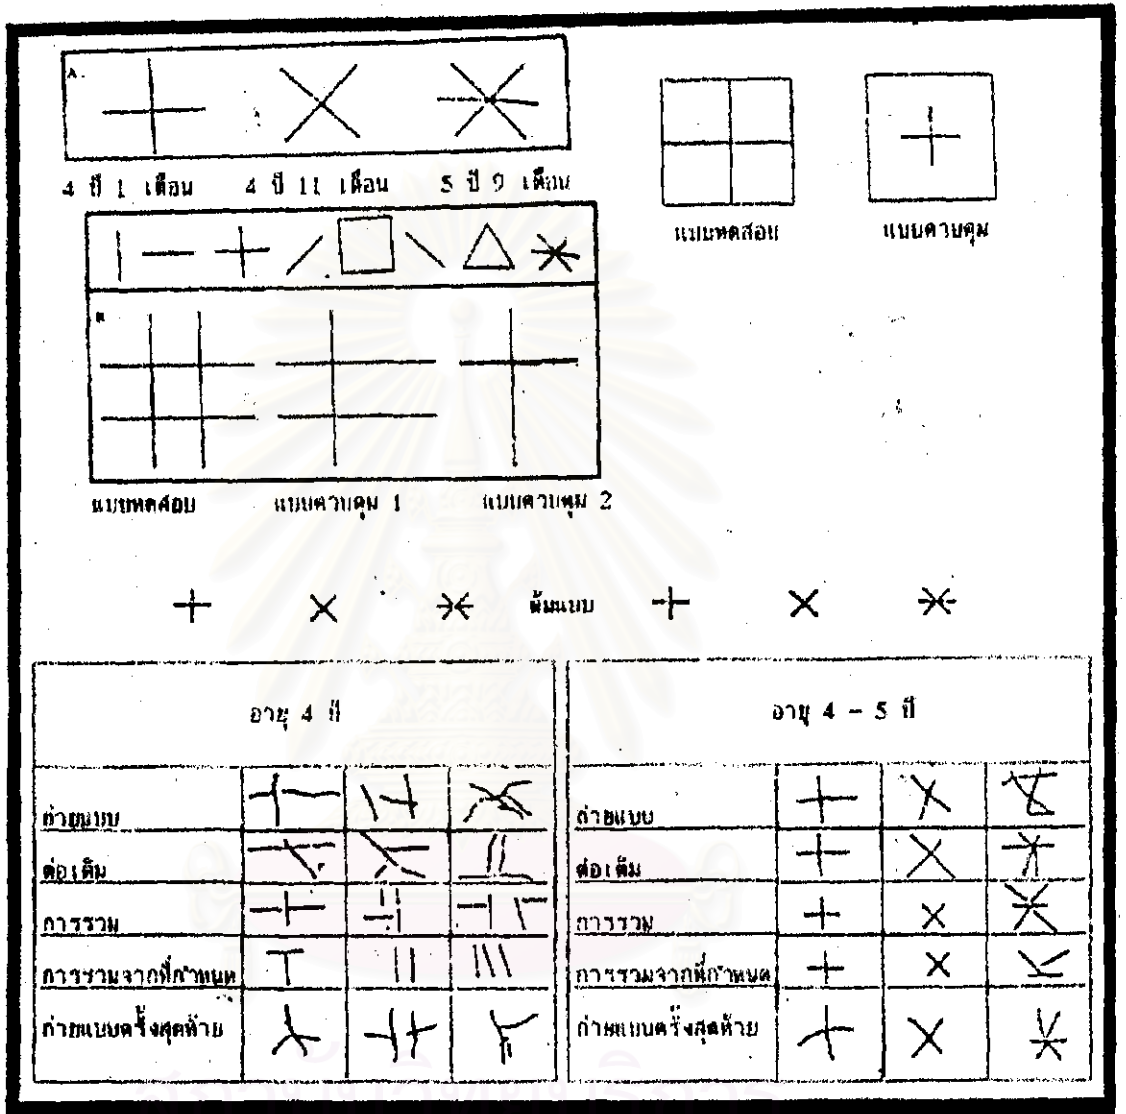 A.
4 ปี 1 เดือน 4 ปี 11 เดือน 5 ปี 9 เดือน
แบบทดสอบ แบบควบคุม
แบบทดสอบ แบบควบคุม 1 แบบควบคุม 2
ต้นแบบ
อายุ 4 ปี
ถ่ายแบบ
ต่อเติม
การรวม
การรวมจากที่กำหนด
ถ่ายแบบครั้งสุดท้าย
อายุ 4 - 5 ปี
ถ่ายแบบ
ต่อเติม
การรวม
การรวมจากที่กำหนด
ถ่ายแบบครั้งสุดท้าย